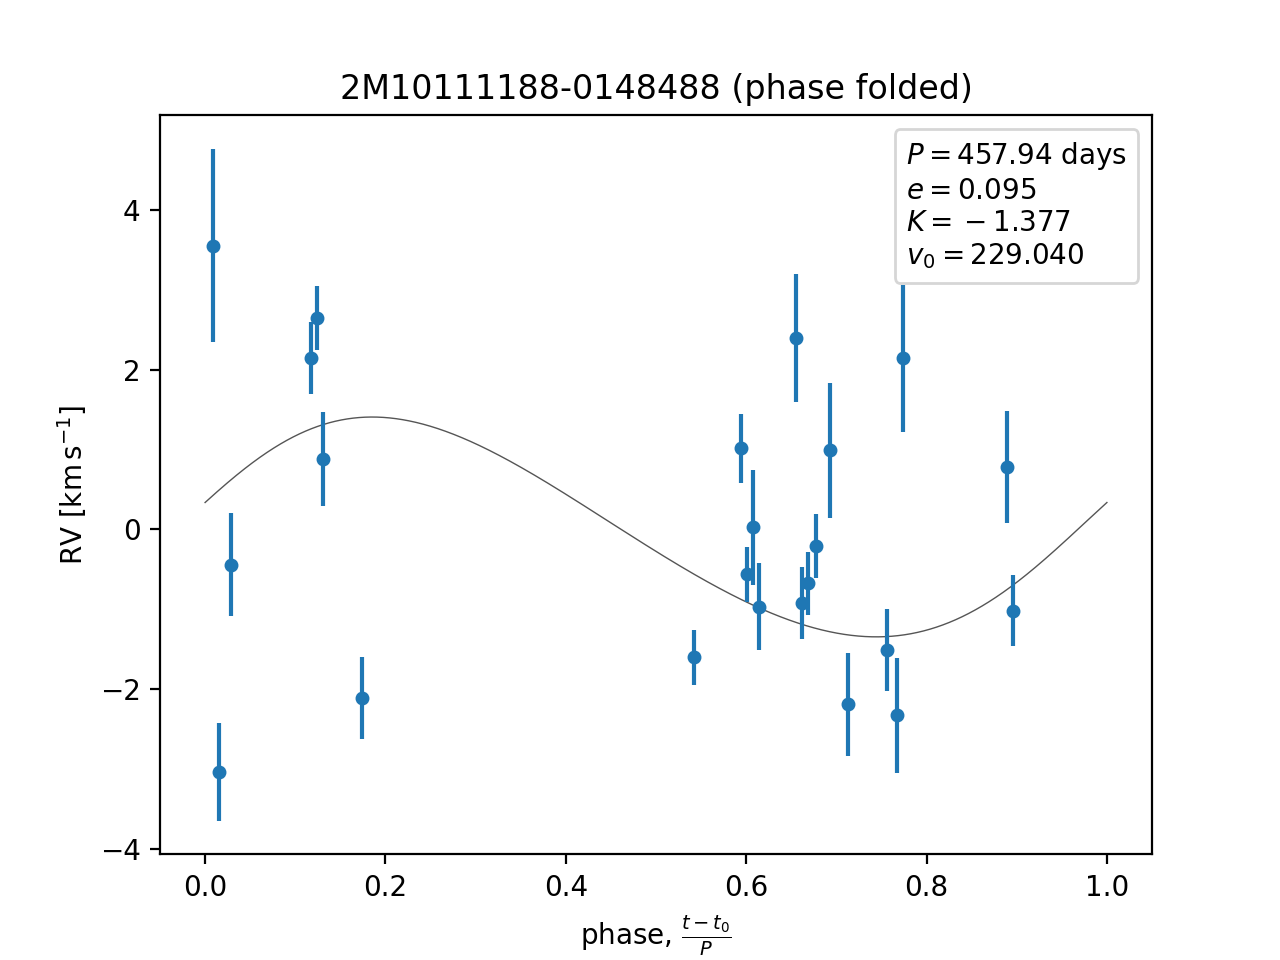 2M10111188-0148488 (phase folded)
P = 457.94 days
e = 0.095
K = −1.377
v₀ = 229.040
4
2
0
−2
−4
RV [km s⁻¹]
0.0 0.2 0.4 0.6 0.8 1.0
phase, (t − t₀)/P